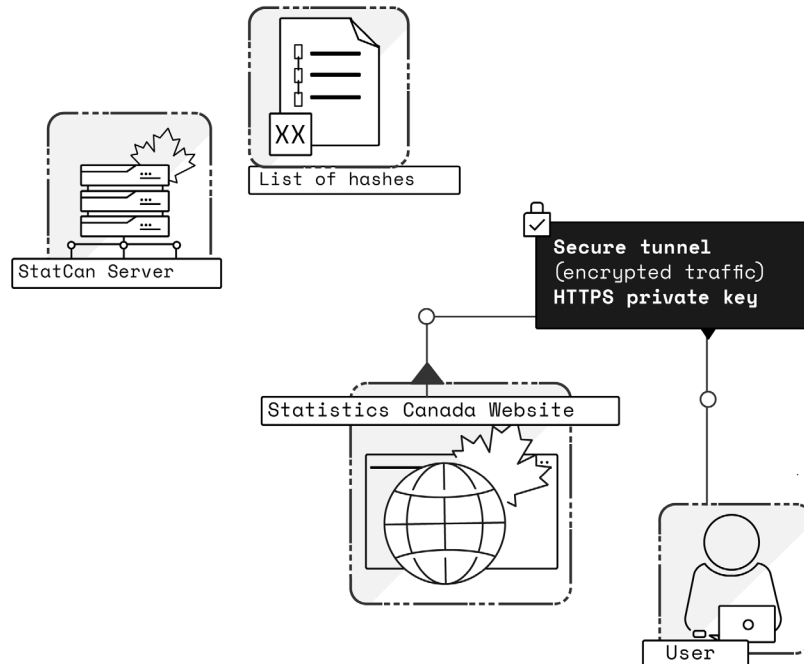 XX
List of hashes
StatCan Server
Secure tunnel
(encrypted traffic)
HTTPS private key
Statistics Canada Website
User